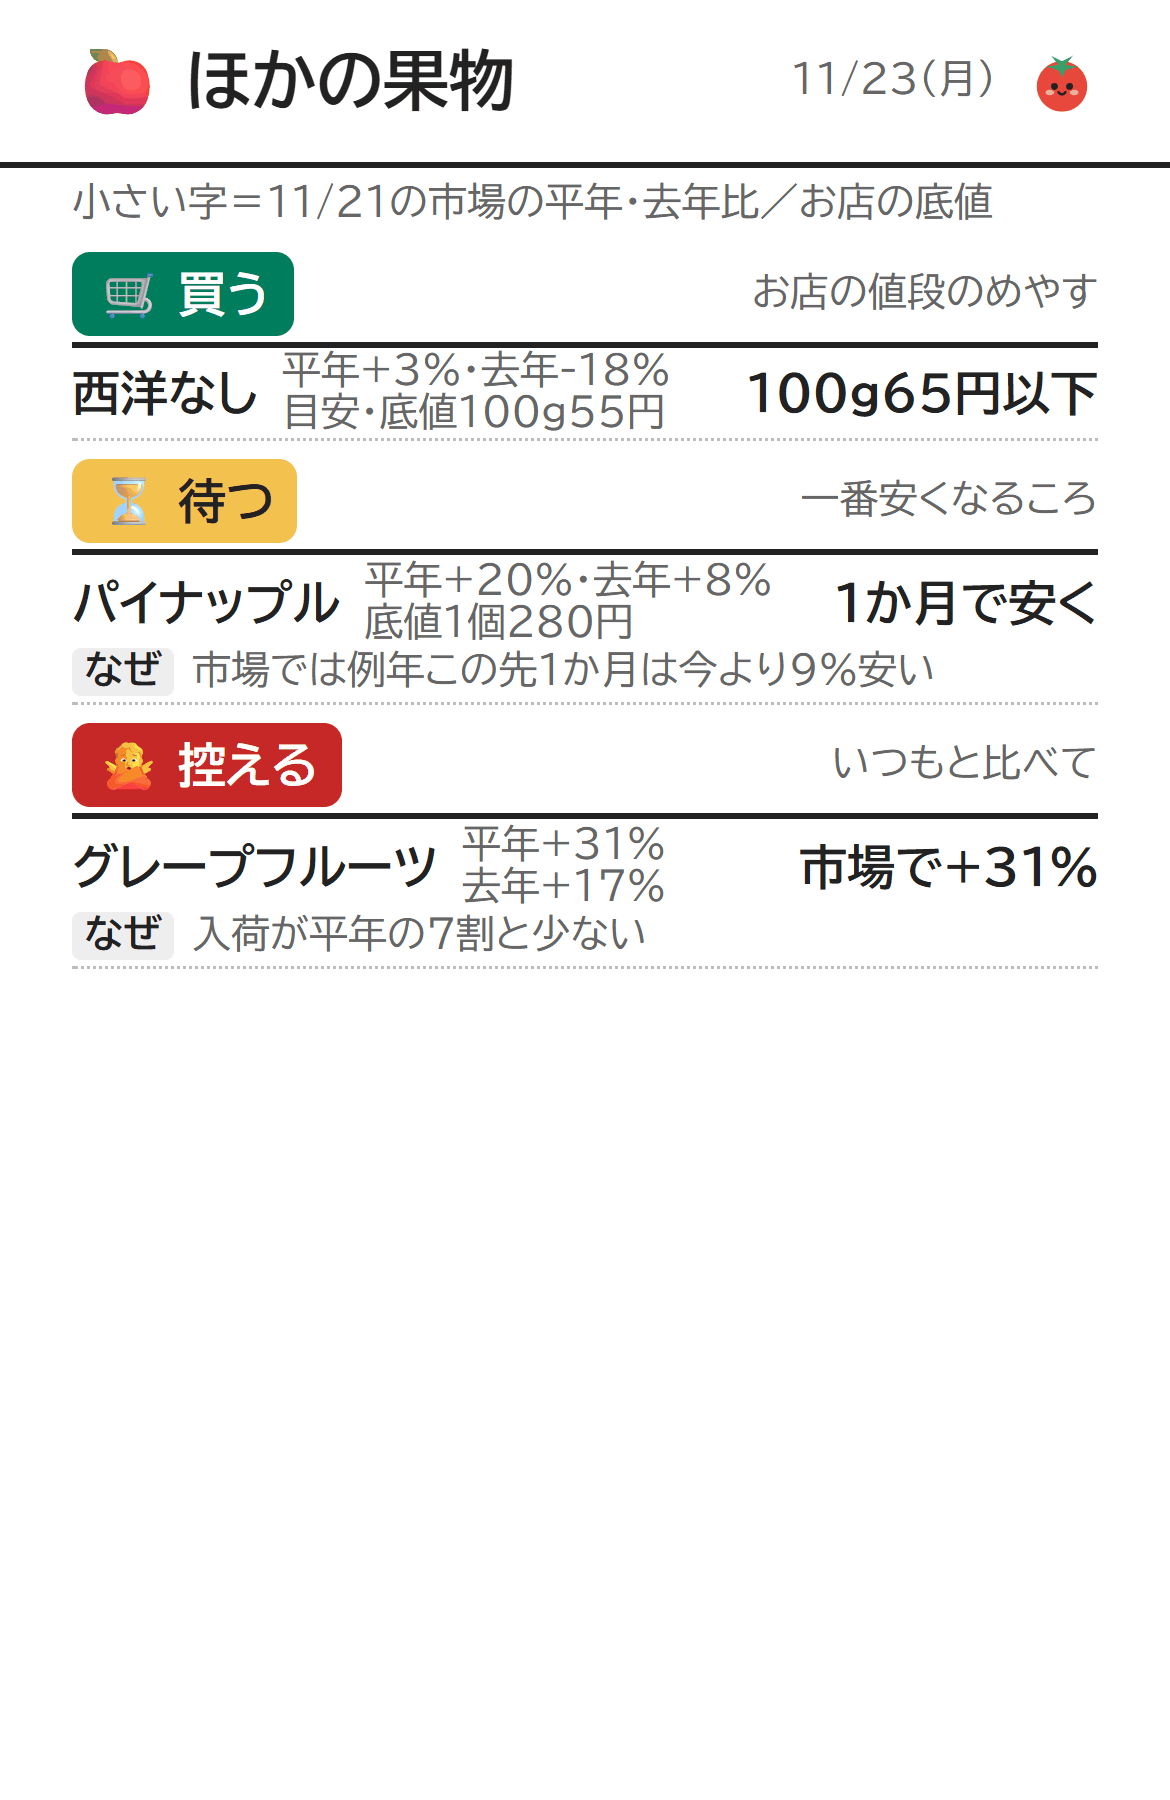 ほかの果物
11/23(月)
小さい字=11/21の市場の平年・去年比/お店の底値
買う
お店の値段のめやす
西洋なし
平年+3%・去年-18%
目安・底値100g55円
100g65円以下
待つ
一番安くなるころ
パイナップル
平年+20%・去年+8%
底値1個280円
1か月で安く
なぜ 市場では例年この先1か月は今より9%安い
控える
いつもと比べて
グレープフルーツ
平年+31%
去年+17%
市場で+31%
なぜ 入荷が平年の7割と少ない